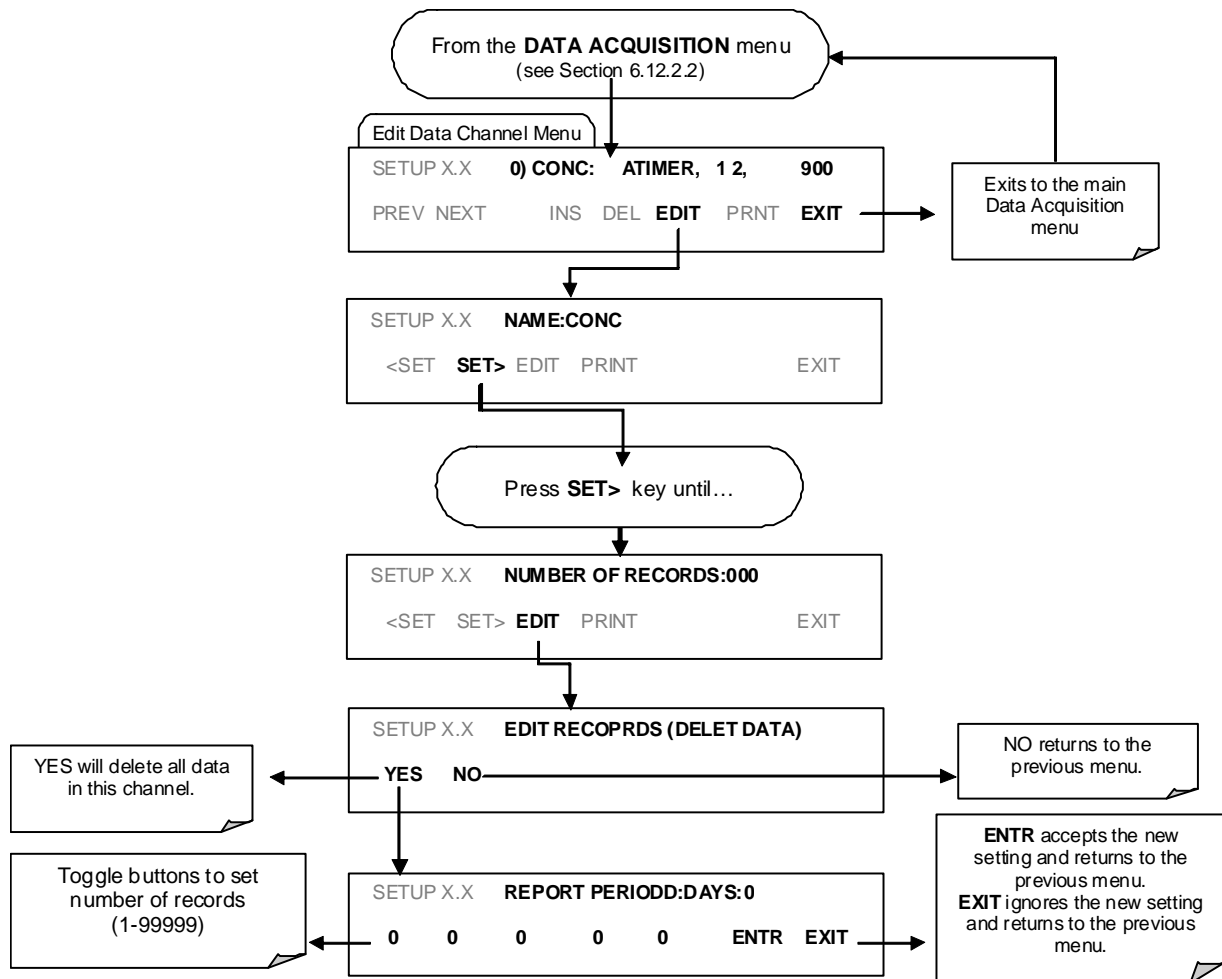 From the DATA ACQUISITION menu
(see Section 6.12.2.2)
Edit Data Channel Menu
SETUP X.X 0) CONC: ATIMER, 1 2, 900
PREV NEXT INS DEL EDIT PRNT EXIT
Exits to the main
Data Acquisition
menu
SETUP X.X NAME:CONC
<SET SET> EDIT PRINT EXIT
Press SET> key until…
SETUP X.X NUMBER OF RECORDS:000
<SET SET> EDIT PRINT EXIT
SETUP X.X EDIT RECOPRDS (DELET DATA)
YES NO
YES will delete all data
in this channel.
NO returns to the
previous menu.
Toggle buttons to set
number of records
(1-99999)
SETUP X.X REPORT PERIODD:DAYS:0
0 0 0 0 0 ENTR EXIT
ENTR accepts the new
setting and returns to the
previous menu.
EXIT ignores the new setting
and returns to the previous
menu.